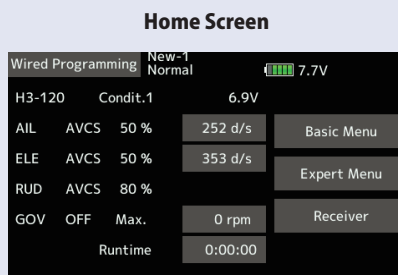 Home Screen
Wired Programming New-1 Normal 7.7V
H3-120 Condit.1 6.9V
AIL AVCS 50 % 252 d/s Basic Menu
ELE AVCS 50 % 353 d/s Expert Menu
RUD AVCS 80 %
GOV OFF Max. 0 rpm Receiver
Runtime 0:00:00